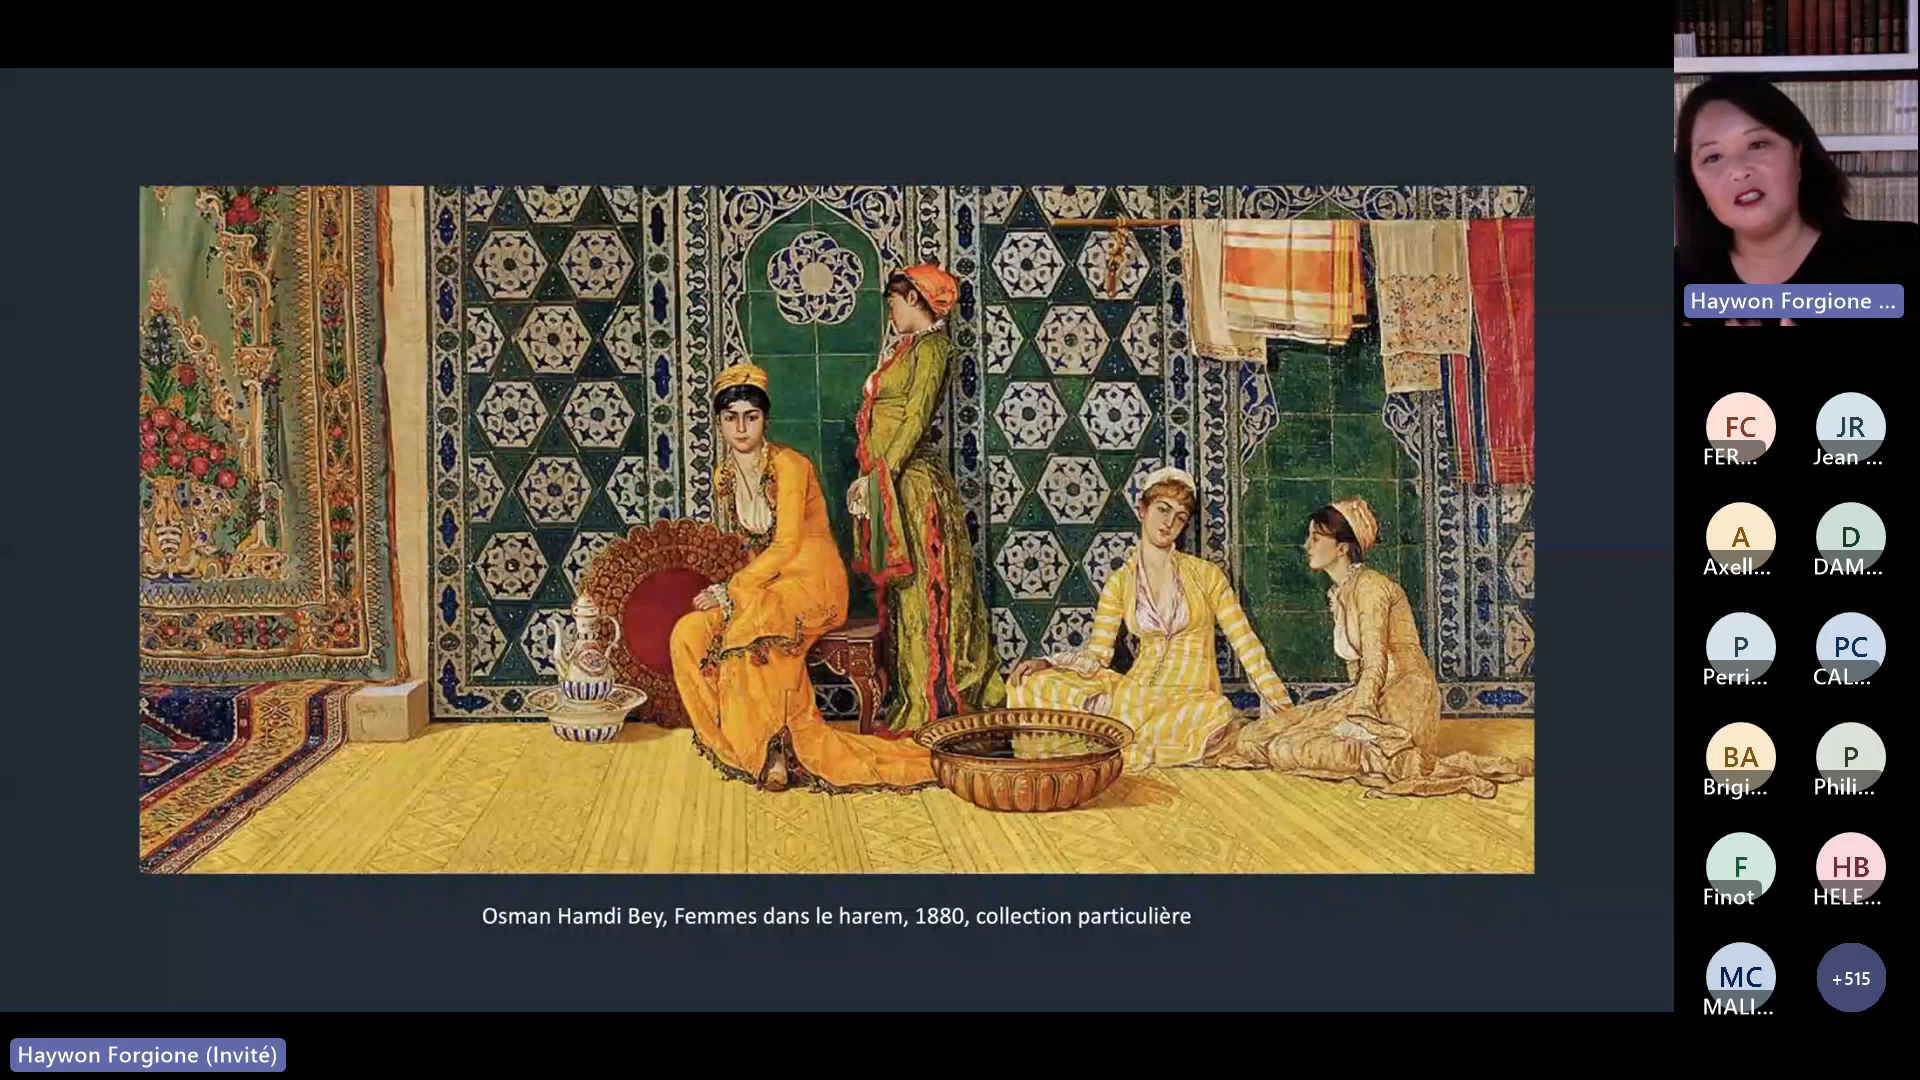 Haywon Forgione ...
FC
JR
FER...
Jean ...
A
D
Axell...
DAM...
P
PC
Perri...
CAL...
BA
P
Brigi...
Phili...
F
HB
Finot
HELE...
MC
+515
MALI...
Osman Hamdi Bey, Femmes dans le harem, 1880, collection particulière
Haywon Forgione (Invité)